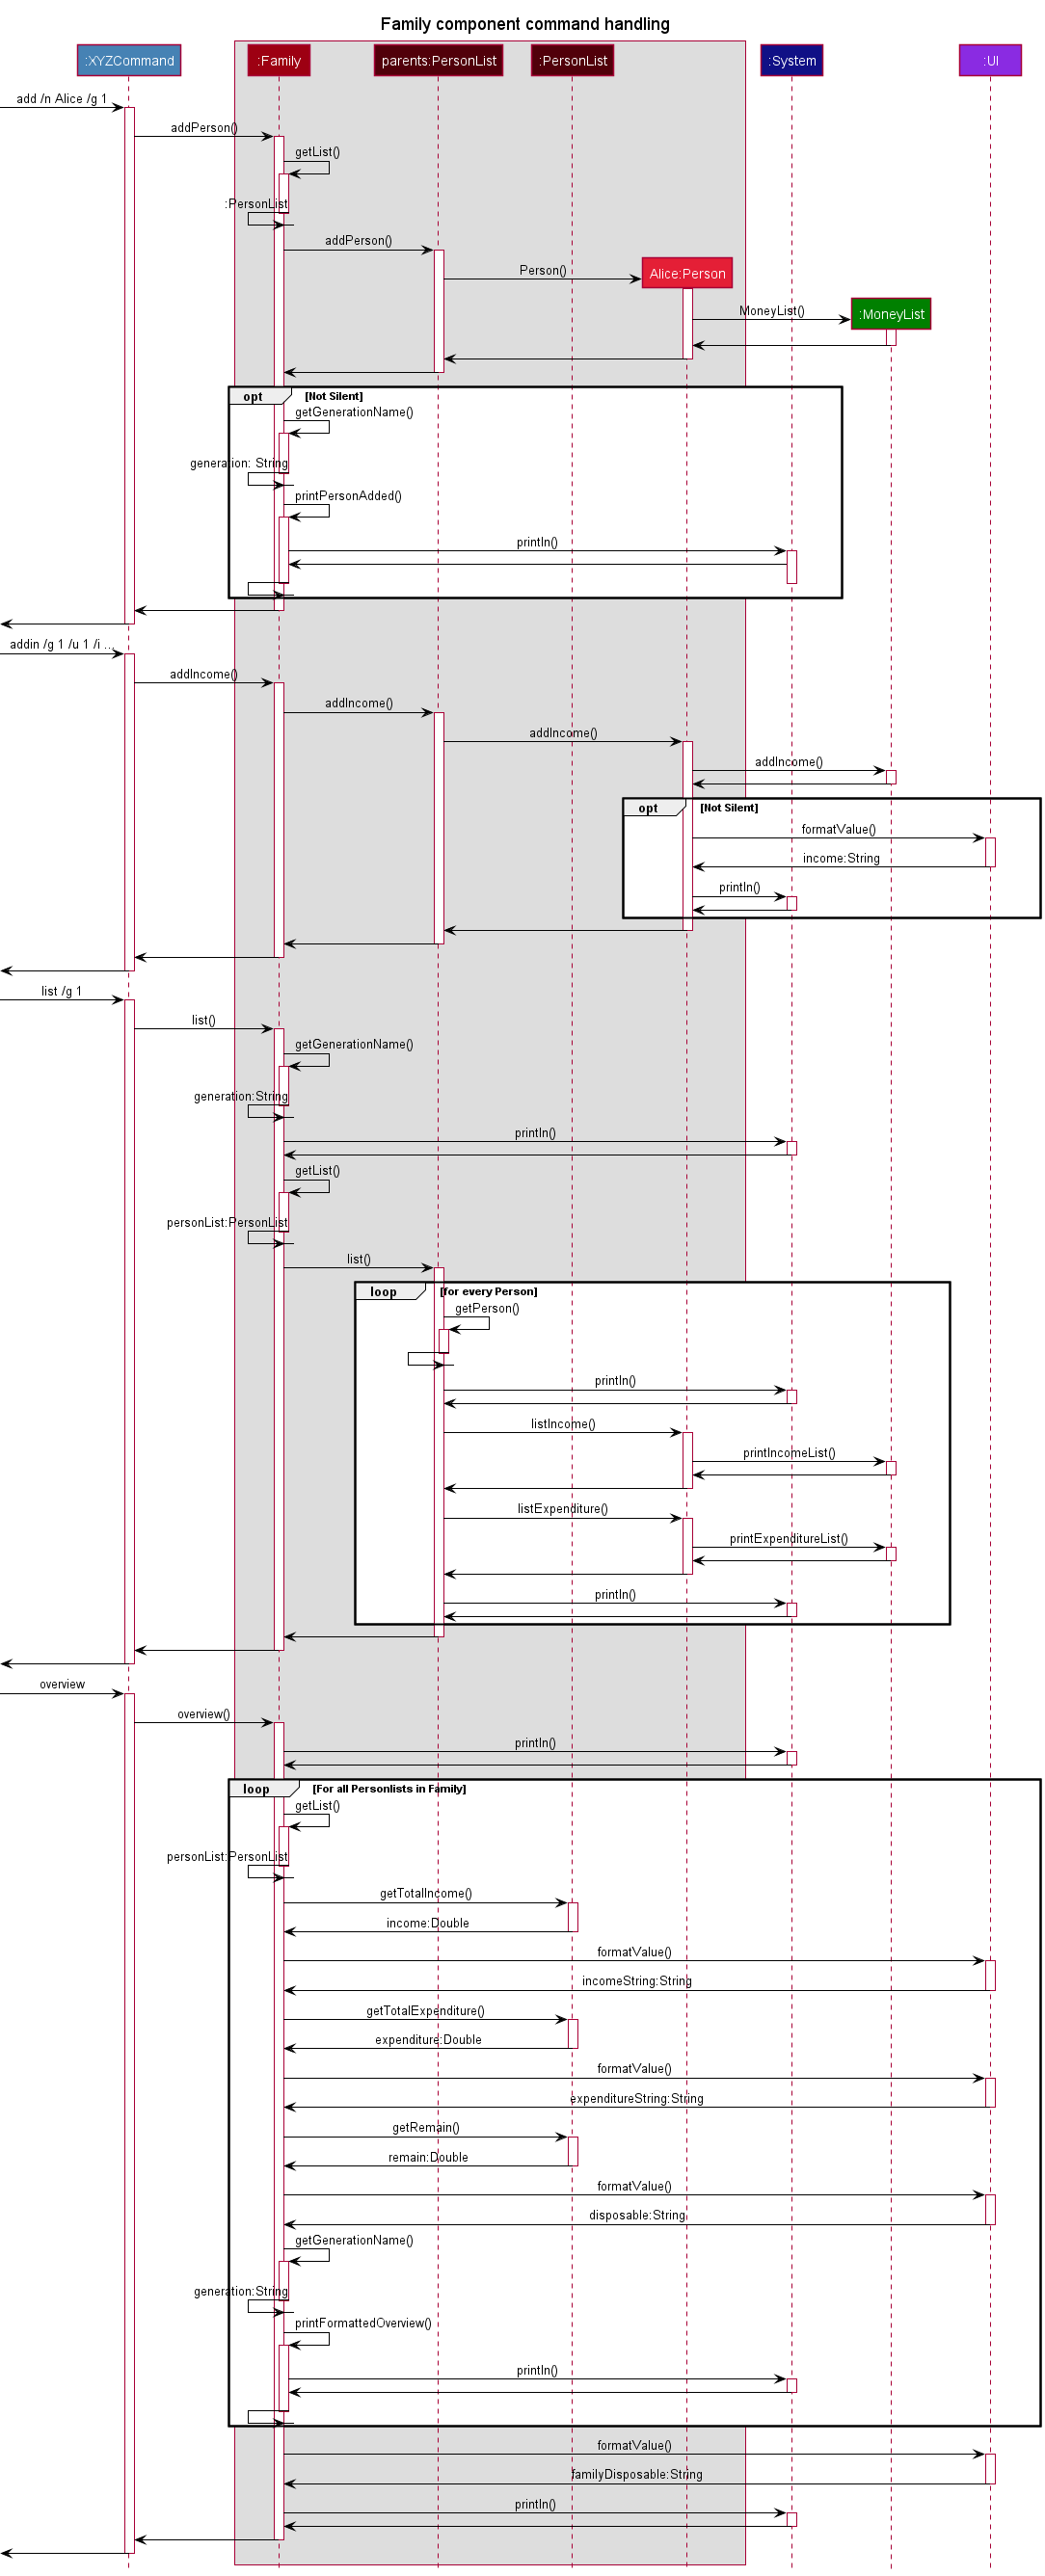 Family component command handling
:XYZCommand
:Family
parents:PersonList
:PersonList
:System
:UI
add /n Alice /g 1
addPerson()
getList()
:PersonList
addPerson()
Person()
Alice:Person
MoneyList()
:MoneyList
opt
[Not Silent]
getGenerationName()
generation: String
printPersonAdded()
println()
addin /g 1 /u 1 /i ...
addIncome()
addIncome()
addIncome()
addIncome()
opt
[Not Silent]
formatValue()
income:String
println()
list /g 1
list()
getGenerationName()
generation:String
println()
getList()
personList:PersonList
list()
loop
[for every Person]
getPerson()
println()
listIncome()
printIncomeList()
listExpenditure()
printExpenditureList()
println()
overview
overview()
println()
loop
[For all Personlists in Family]
getList()
personList:PersonList
getTotalIncome()
income:Double
formatValue()
incomeString:String
getTotalExpenditure()
expenditure:Double
formatValue()
expenditureString:String
getRemain()
remain:Double
formatValue()
disposable:String
getGenerationName()
generation:String
printFormattedOverview()
println()
formatValue()
familyDisposable:String
println()